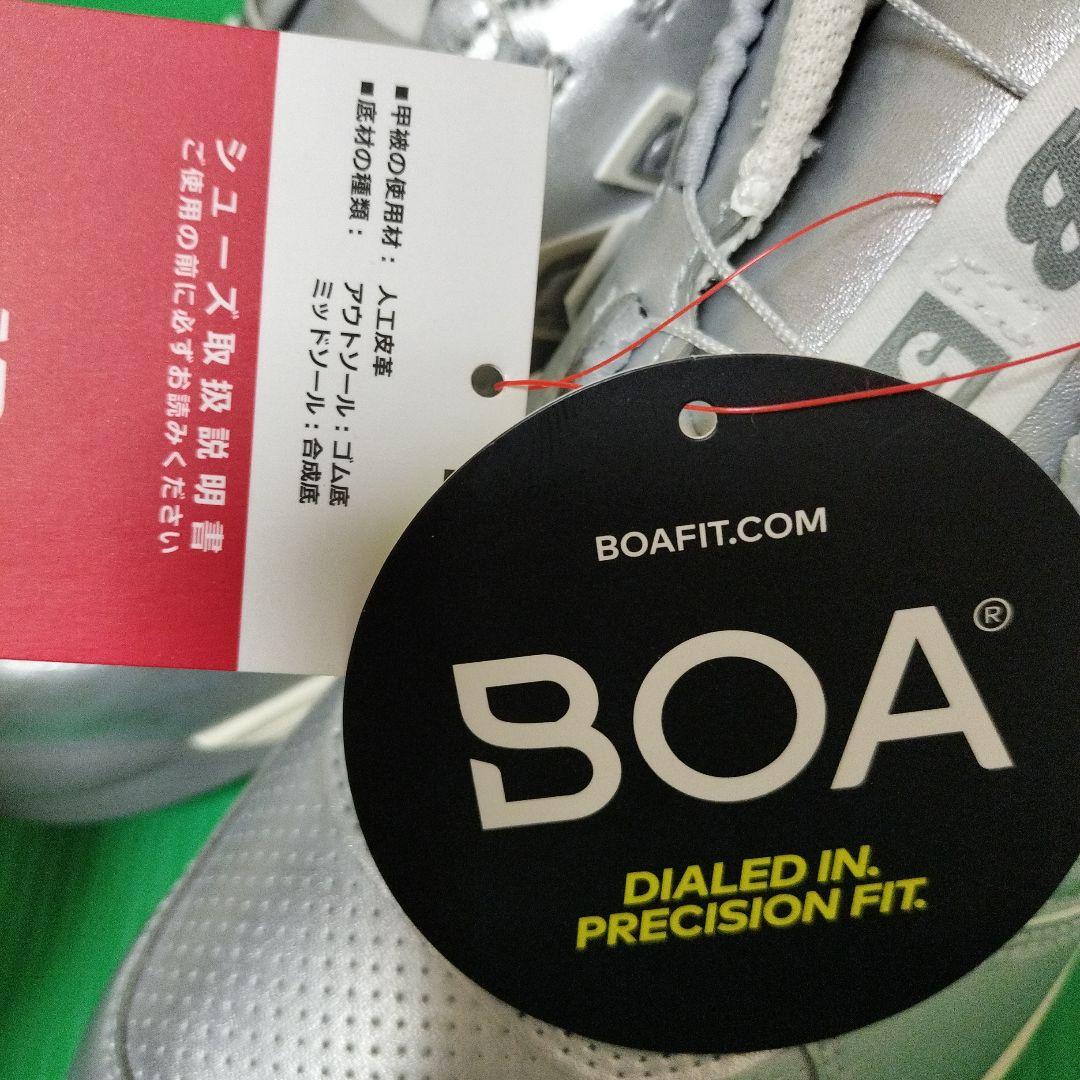 シューズ取扱説明書
ご使用の前に必ずお読みください
■甲被の使用材： 人工皮革
■底材の種類： アウトソール：ゴム底
ミッドソール：合成底
BOAFIT.COM
BOA®
DIALED IN.
PRECISION FIT.